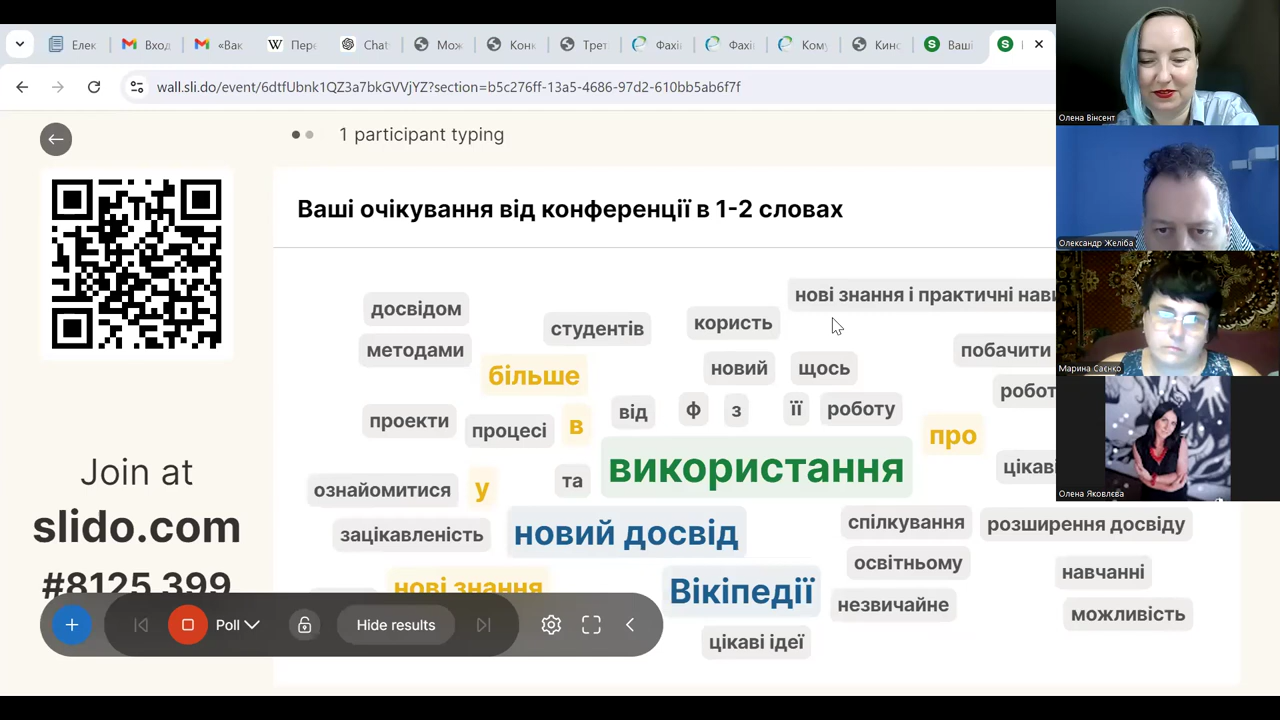 Елек
Вход
«Вак
Пере
Chat
Мож
Конк
Трет
Фахі
Фахі
Ком
Кинс
Ваші
wall.sli.do/event/6dtfUbnk1QZ3a7bkGVVjYZ?section=b5c276ff-13a5-4686-97d2-610bb5ab6f7f
1 participant typing
Ваші очікування від конференції в 1-2 словах
нові знання і практичні нави
досвідом
студентів
користь
методами
більше
новий
щось
побачити
робот
проекти
процесі
в
від
ф
з
її
роботу
про
використання
цікаві
ознайомитися
у
та
зацікавленість
новий досвід
спілкування
розширення досвіду
освітньому
нові знання
Вікіпедії
навчанні
незвичайне
можливість
цікаві ідеї
Join at
slido.com
#8125 399
Poll
Hide results
Олена Вінсент
Олександр Желіба
Марина Саєнко
Олена Яковлєва